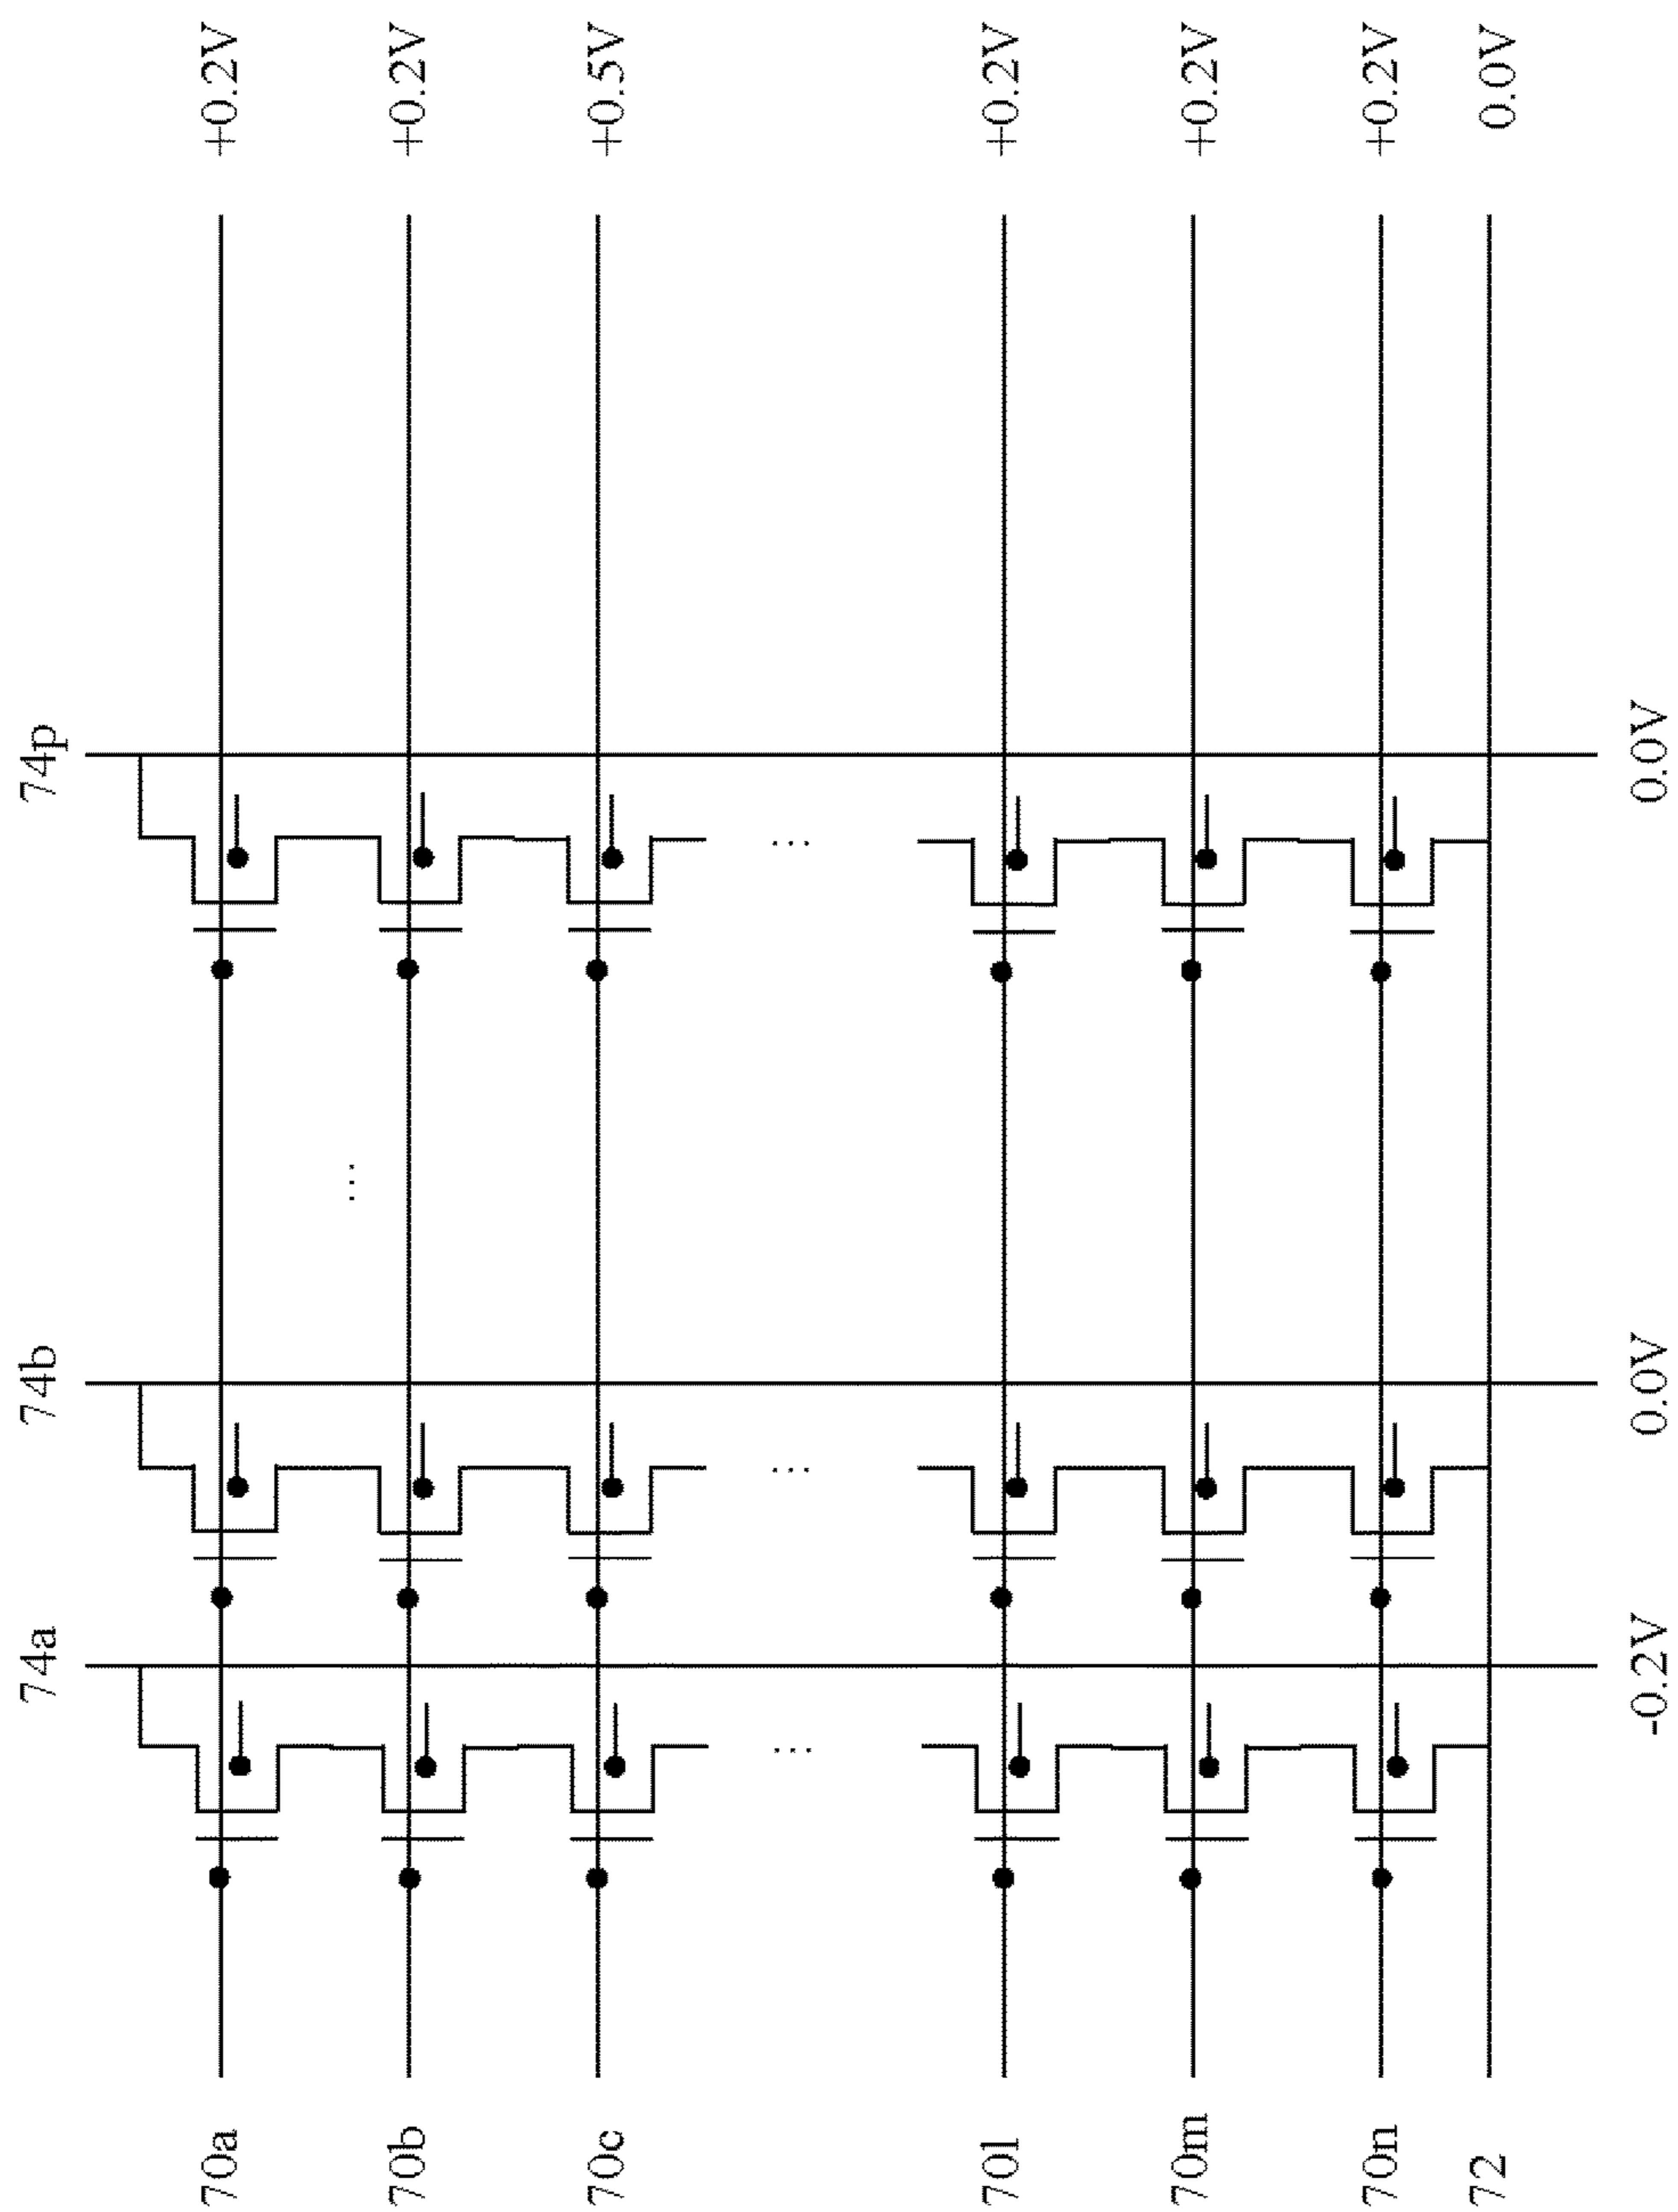 74a 74b 74p
70a +0.2V
70b +0.2V
70c +0.5V
70l +0.2V
70m +0.2V
70n +0.2V
72 0.0V
-0.2V 0.0V 0.0V